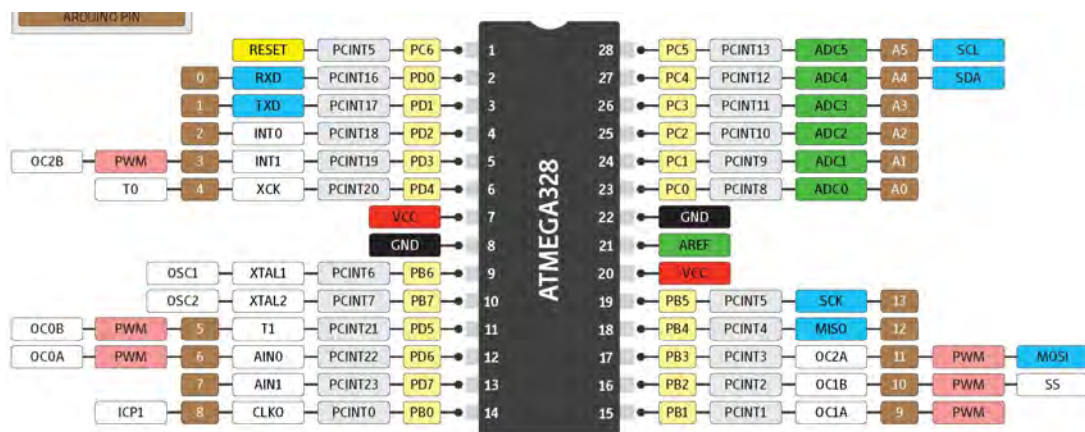 ARDUINO PIN
RESET PCINT5 PC6 1 28 PC5 PCINT13 ADC5 A5 SCL
0 RXD PCINT16 PD0 2 27 PC4 PCINT12 ADC4 A4 SDA
1 TXD PCINT17 PD1 3 26 PC3 PCINT11 ADC3 A3
2 INT0 PCINT18 PD2 4 25 PC2 PCINT10 ADC2 A2
OC2B PWM 3 INT1 PCINT19 PD3 5 24 PC1 PCINT9 ADC1 A1
T0 4 XCK PCINT20 PD4 6 23 PC0 PCINT8 ADC0 A0
VCC 7 22 GND
GND 8 21 AREF
OSC1 XTAL1 PCINT6 PB6 9 20 VCC
OSC2 XTAL2 PCINT7 PB7 10 19 PB5 PCINT5 SCK 13
OC0B PWM 5 T1 PCINT21 PD5 11 18 PB4 PCINT4 MISO 12
OC0A PWM 6 AIN0 PCINT22 PD6 12 17 PB3 PCINT3 OC2A 11 PWM MOSI
7 AIN1 PCINT23 PD7 13 16 PB2 PCINT2 OC1B 10 PWM SS
ICP1 8 CLK0 PCINT0 PB0 14 15 PB1 PCINT1 OC1A 9 PWM
ATMEGA328